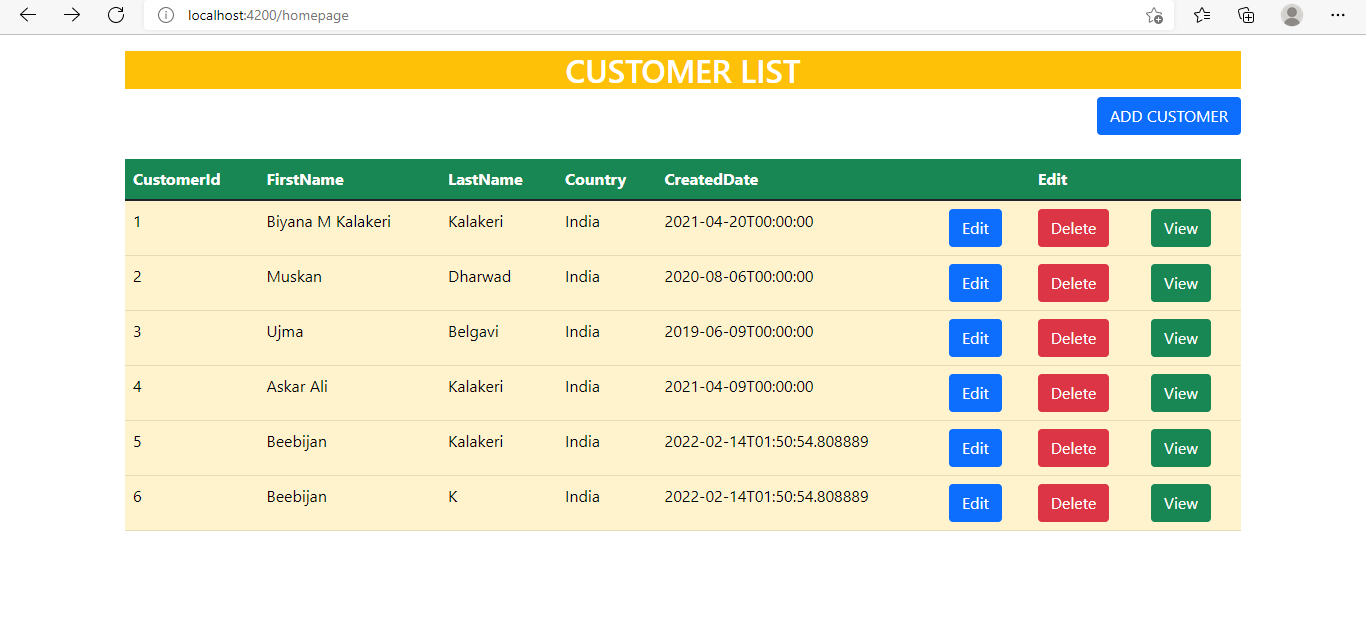 localhost:4200/homepage
CUSTOMER LIST
ADD CUSTOMER
CustomerId FirstName LastName Country CreatedDate Edit
1 Biyana M Kalakeri Kalakeri India 2021-04-20T00:00:00 Edit Delete View
2 Muskan Dharwad India 2020-08-06T00:00:00 Edit Delete View
3 Ujma Belgavi India 2019-06-09T00:00:00 Edit Delete View
4 Askar Ali Kalakeri India 2021-04-09T00:00:00 Edit Delete View
5 Beebijan Kalakeri India 2022-02-14T01:50:54.808889 Edit Delete View
6 Beebijan K India 2022-02-14T01:50:54.808889 Edit Delete View